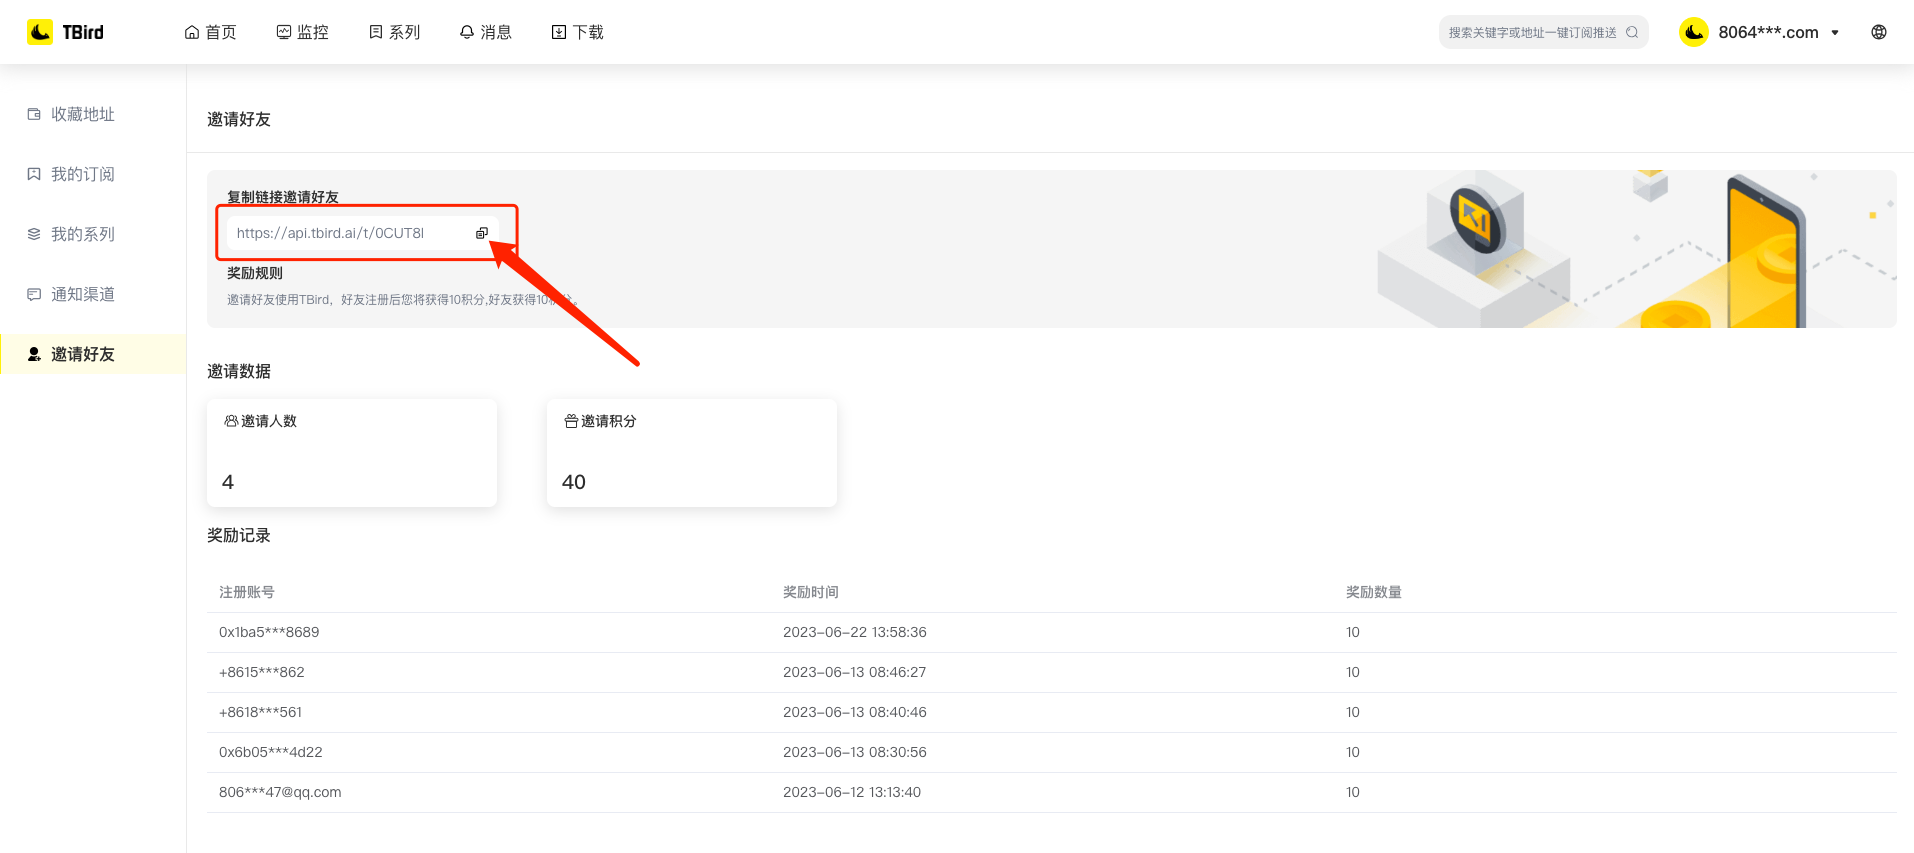 TBird
首页
监控
系列
消息
下载
搜索关键字或地址一键订阅推送
8064***.com
收藏地址
我的订阅
我的系列
通知渠道
邀请好友
邀请好友
复制链接邀请好友
https://api.tbird.ai/t/0CUT8l
奖励规则
邀请好友使用TBird，好友注册后您将获得10积分,好友获得10积分。
邀请数据
邀请人数
4
邀请积分
40
奖励记录
注册账号 奖励时间 奖励数量
0x1ba5***8689 2023-06-22 13:58:36 10
+8615***862 2023-06-13 08:46:27 10
+8618***561 2023-06-13 08:40:46 10
0x6b05***4d22 2023-06-13 08:30:56 10
806***47@qq.com 2023-06-12 13:13:40 10